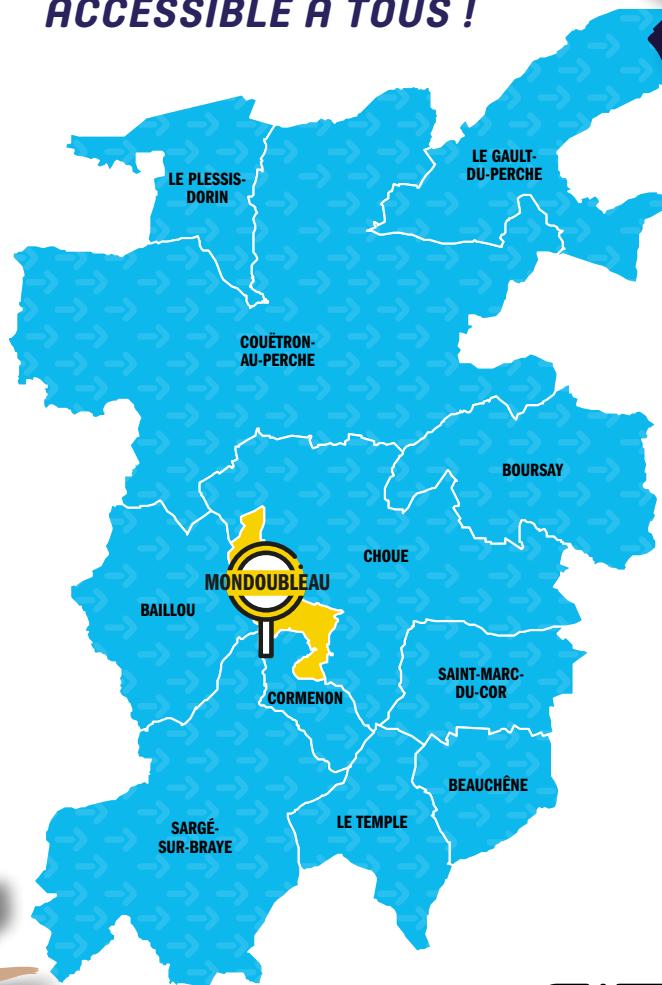 ACCESSIBLE À TOUS !
LE GAULT-
DU-PERCHE
LE PLESSIS-
DORIN
COUËTRON-
AU-PERCHE
BOURSAY
CHOUE
MONDOUBLEAU
BAILLOU
SAINT-MARC-
DU-COR
CORMENON
BEAUCHÊNE
LE TEMPLE
SARGÉ-
SUR-BRAYE